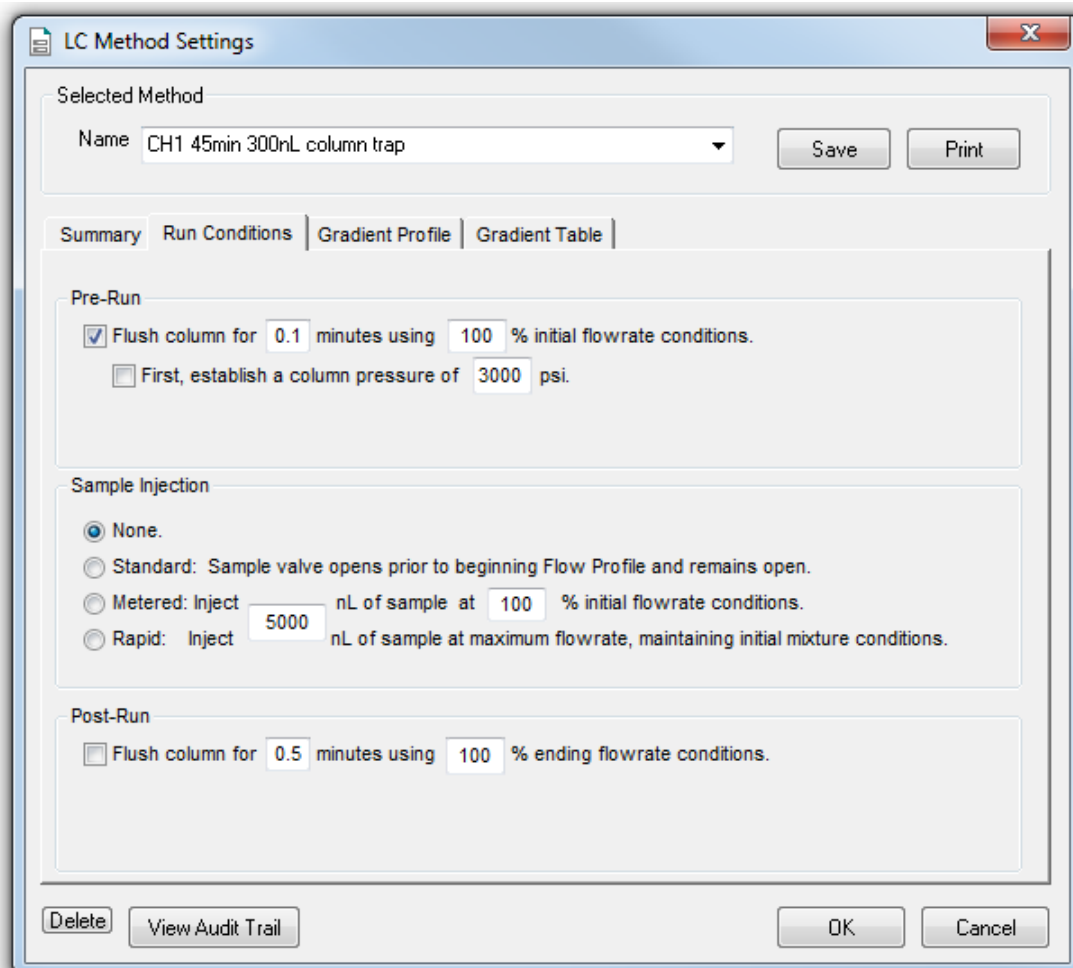 LC Method Settings
Selected Method
Name CH1 45min 300nL column trap Save Print
Summary Run Conditions Gradient Profile Gradient Table
Pre-Run
Flush column for 0.1 minutes using 100 % initial flowrate conditions.
First, establish a column pressure of 3000 psi.
Sample Injection
None.
Standard: Sample valve opens prior to beginning Flow Profile and remains open.
Metered: Inject 5000 nL of sample at 100 % initial flowrate conditions.
Rapid: Inject nL of sample at maximum flowrate, maintaining initial mixture conditions.
Post-Run
Flush column for 0.5 minutes using 100 % ending flowrate conditions.
Delete View Audit Trail OK Cancel